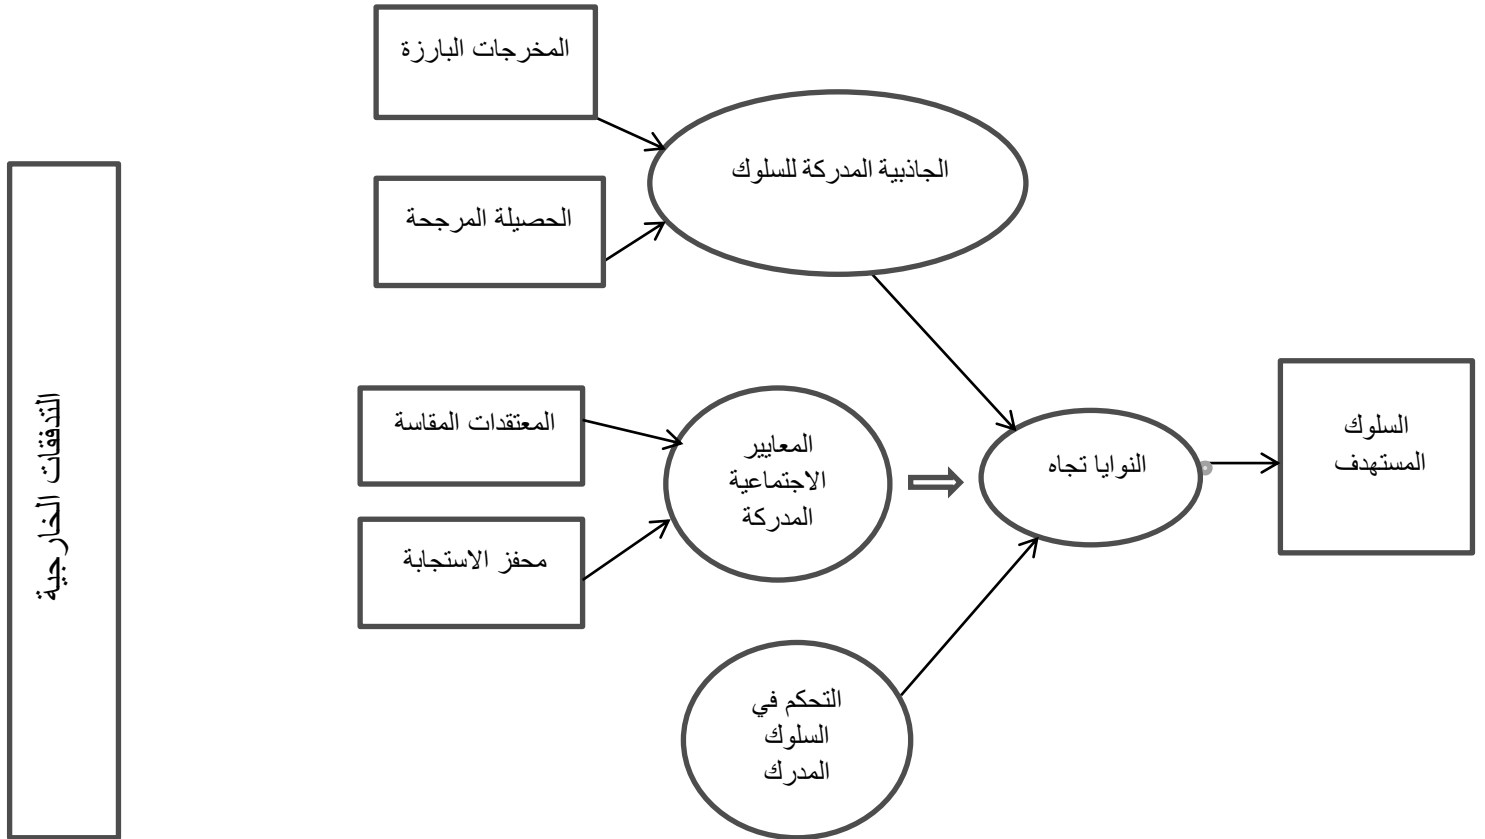 المخرجات البارزة
الجاذبية المدركة للسلوك
الحصيلة المرجحة
التدفقات الخارجية
المعتقدات المقاسة
محفز الاستجابة
المعايير
الاجتماعية
المدركة
النوايا تجاه
السلوك
المستهدف
التحكم في
السلوك
المدرك